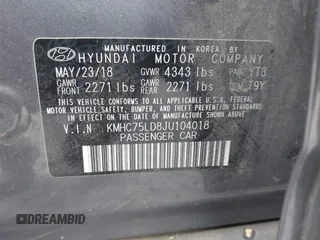 MANUFACTURED IN KOREA BY
HYUNDAI MOTOR COMPANY
MAY/23/18 GVWR 4343 lbs PAINT YT3
GAWR FRONT 2271 lbs GAWR REAR 2271 lbs TRIM T9Y
THIS VEHICLE CONFORMS TO ALL APPLICABLE U.S. FEDERAL
MOTOR VEHICLE SAFETY, BUMPER, AND THEFT PREVENTION
STANDARDS IN EFFECT ON THE DATE OF MANUFACTURE SHOWN ABOVE.
V.I.N KMHC75LD8JU104018
PASSENGER CAR
DREAMBID